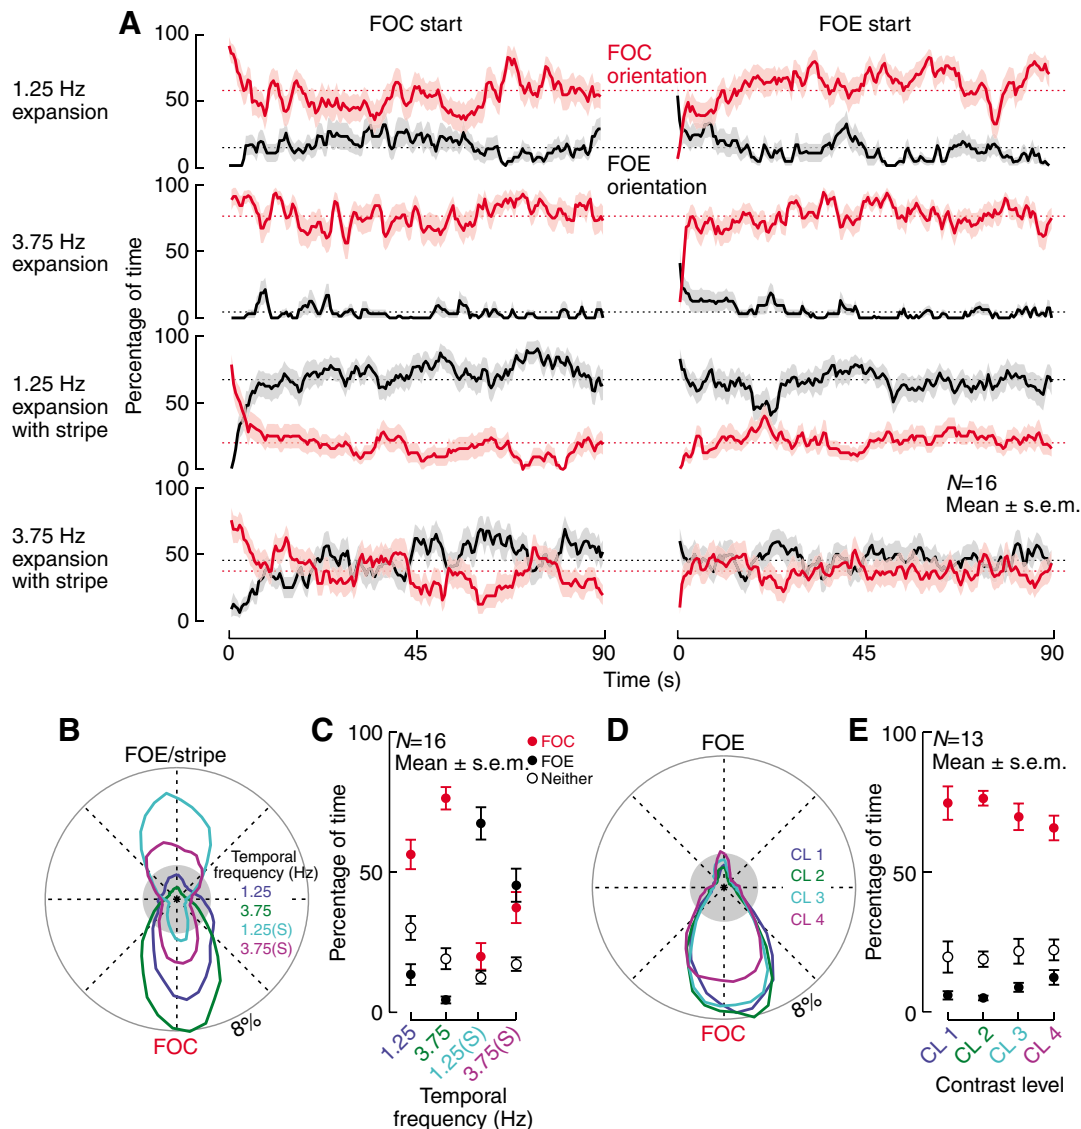 A
FOC start
FOE start
Percentage of time
1.25 Hz
expansion
100
50
0
FOC
orientation
FOE
orientation
3.75 Hz
expansion
100
50
0
1.25 Hz
expansion
with stripe
100
50
0
3.75 Hz
expansion
with stripe
100
50
0
N=16
Mean ± s.e.m.
0
45
90
0
45
90
Time (s)
B
FOE/stripe
Temporal
frequency (Hz)
1.25
3.75
1.25(S)
3.75(S)
8%
FOC
C
N=16
Mean ± s.e.m.
FOC
FOE
Neither
Percentage of time
100
50
0
1.25
3.75
1.25(S)
3.75(S)
Temporal
frequency (Hz)
D
FOE
CL 1
CL 2
CL 3
CL 4
8%
FOC
E
N=13
Mean ± s.e.m.
Percentage of time
100
50
0
CL 1
CL 2
CL 3
CL 4
Contrast level